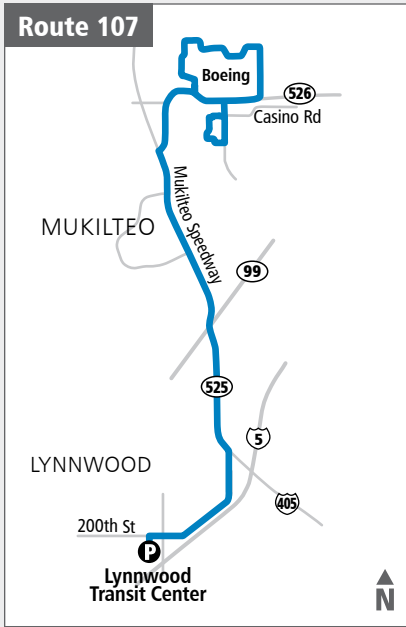 Route 107
Boeing
526
Casino Rd
Mukilteo Speedway
MUKILTEO
99
525
5
LYNNWOOD
405
200th St
P
Lynnwood
Transit Center
N